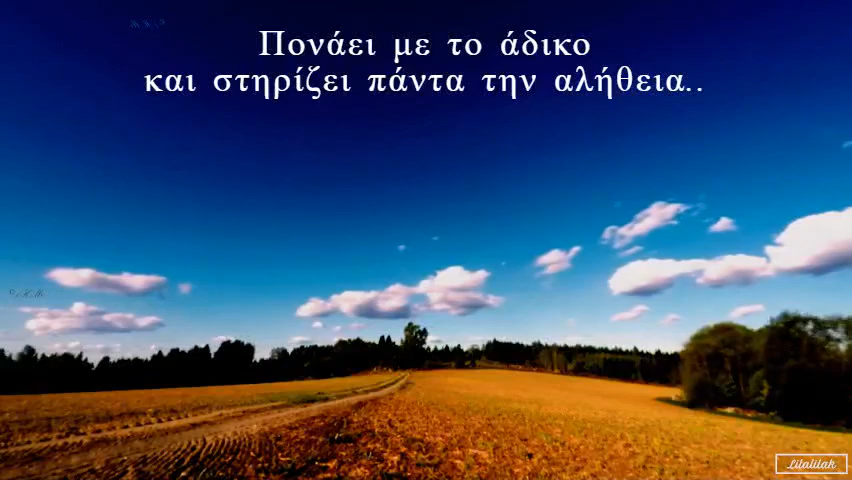 Πονάει με το άδικο
και στηρίζει πάντα την αλήθεια..
Lilalilak